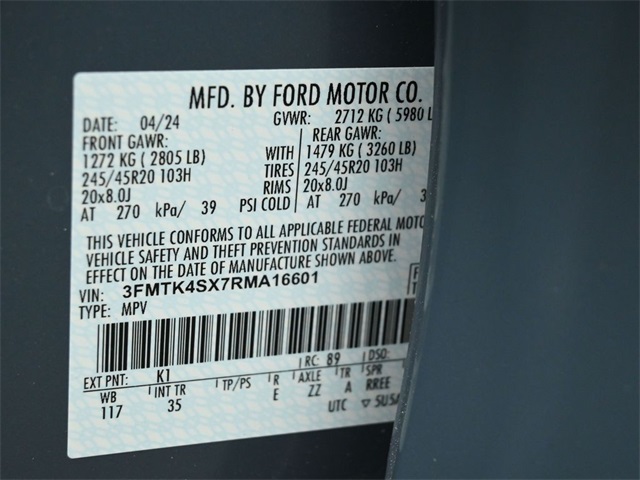 MFD. BY FORD MOTOR CO.
DATE: 04/24 GVWR: 2712 KG ( 5980 L
FRONT GAWR: REAR GAWR:
1272 KG ( 2805 LB) WITH 1479 KG ( 3260 LB)
245/45R20 103H TIRES 245/45R20 103H
20x8.0J RIMS 20x8.0J
AT 270 kPa/ 39 PSI COLD AT 270 kPa/ 39
THIS VEHICLE CONFORMS TO ALL APPLICABLE FEDERAL MOTO
VEHICLE SAFETY AND THEFT PREVENTION STANDARDS IN
EFFECT ON THE DATE OF MANUFACTURE SHOWN ABOVE.
VIN: 3FMTK4SX7RMA16601
TYPE: MPV
RC: 89 DSO:
EXT PNT: K1
WB INT TR TP/PS R AXLE TR SPR
117 35 E ZZ A RREE
UTC